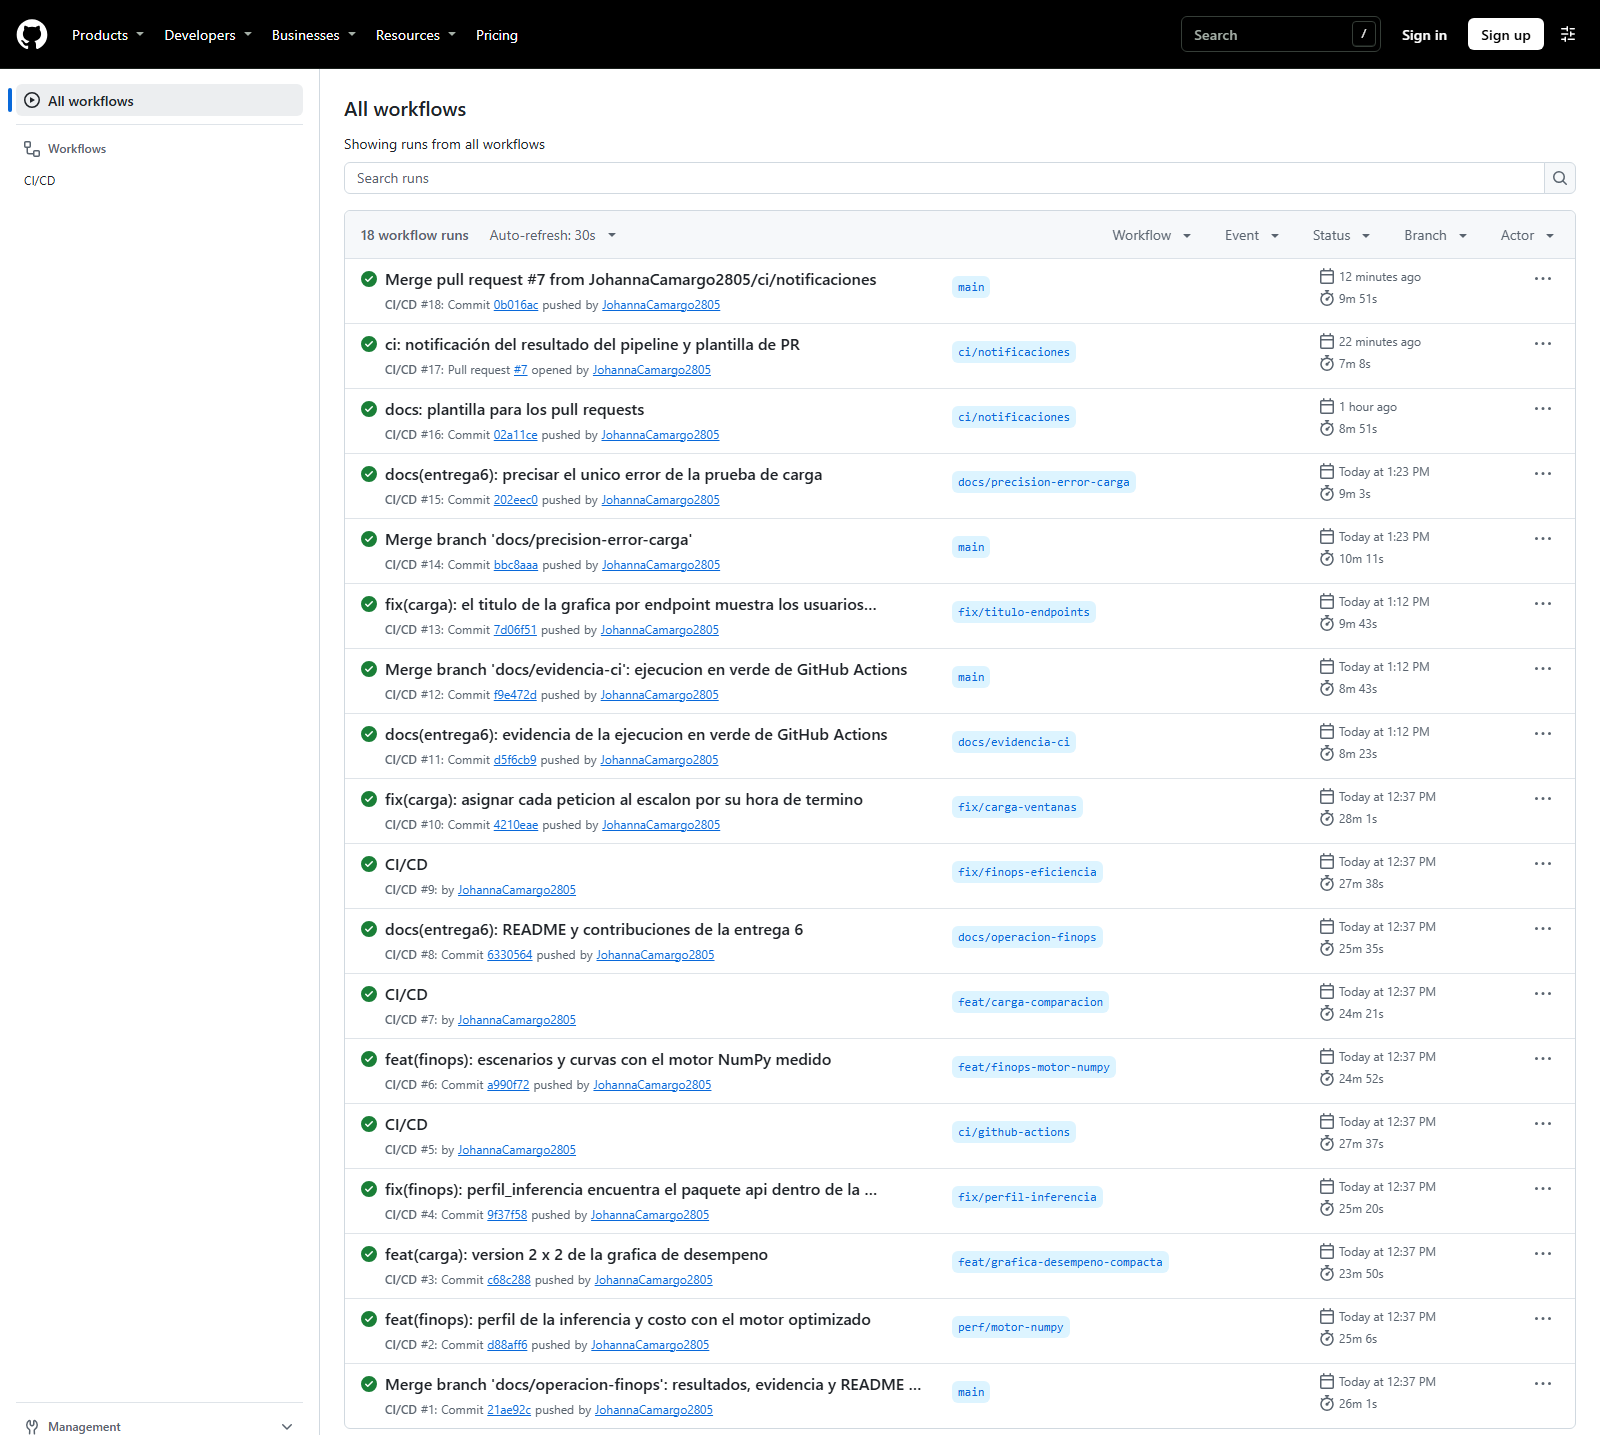 Products Developers Businesses Resources Pricing Search / Sign in Sign up
All workflows
Workflows
CI/CD
Management
All workflows
Showing runs from all workflows
Search runs
18 workflow runs Auto-refresh: 30s Workflow Event Status Branch Actor
Merge pull request #7 from JohannaCamargo2805/ci/notificaciones
CI/CD #18: Commit 0b016ac pushed by JohannaCamargo2805
main
12 minutes ago
9m 51s
ci: notificación del resultado del pipeline y plantilla de PR
CI/CD #17: Pull request #7 opened by JohannaCamargo2805
ci/notificaciones
22 minutes ago
7m 8s
docs: plantilla para los pull requests
CI/CD #16: Commit 02a11ce pushed by JohannaCamargo2805
ci/notificaciones
1 hour ago
8m 51s
docs(entrega6): precisar el unico error de la prueba de carga
CI/CD #15: Commit 202eec0 pushed by JohannaCamargo2805
docs/precision-error-carga
Today at 1:23 PM
9m 3s
Merge branch 'docs/precision-error-carga'
CI/CD #14: Commit bbc8aaa pushed by JohannaCamargo2805
main
Today at 1:23 PM
10m 11s
fix(carga): el titulo de la grafica por endpoint muestra los usuarios...
CI/CD #13: Commit 7d06f51 pushed by JohannaCamargo2805
fix/titulo-endpoints
Today at 1:12 PM
9m 43s
Merge branch 'docs/evidencia-ci': ejecucion en verde de GitHub Actions
CI/CD #12: Commit f9e472d pushed by JohannaCamargo2805
main
Today at 1:12 PM
8m 43s
docs(entrega6): evidencia de la ejecucion en verde de GitHub Actions
CI/CD #11: Commit d5f6cb9 pushed by JohannaCamargo2805
docs/evidencia-ci
Today at 1:12 PM
8m 23s
fix(carga): asignar cada peticion al escalon por su hora de termino
CI/CD #10: Commit 4210eae pushed by JohannaCamargo2805
fix/carga-ventanas
Today at 12:37 PM
28m 1s
CI/CD
CI/CD #9: by JohannaCamargo2805
fix/finops-eficiencia
Today at 12:37 PM
27m 38s
docs(entrega6): README y contribuciones de la entrega 6
CI/CD #8: Commit 6330564 pushed by JohannaCamargo2805
docs/operacion-finops
Today at 12:37 PM
25m 35s
CI/CD
CI/CD #7: by JohannaCamargo2805
feat/carga-comparacion
Today at 12:37 PM
24m 21s
feat(finops): escenarios y curvas con el motor NumPy medido
CI/CD #6: Commit a990f72 pushed by JohannaCamargo2805
feat/finops-motor-numpy
Today at 12:37 PM
24m 52s
CI/CD
CI/CD #5: by JohannaCamargo2805
ci/github-actions
Today at 12:37 PM
27m 37s
fix(finops): perfil_inferencia encuentra el paquete api dentro de la ...
CI/CD #4: Commit 9f37f58 pushed by JohannaCamargo2805
fix/perfil-inferencia
Today at 12:37 PM
25m 20s
feat(carga): version 2 x 2 de la grafica de desempeno
CI/CD #3: Commit c68c288 pushed by JohannaCamargo2805
feat/grafica-desempeno-compacta
Today at 12:37 PM
23m 50s
feat(finops): perfil de la inferencia y costo con el motor optimizado
CI/CD #2: Commit d88aff6 pushed by JohannaCamargo2805
perf/motor-numpy
Today at 12:37 PM
25m 6s
Merge branch 'docs/operacion-finops': resultados, evidencia y README ...
CI/CD #1: Commit 21ae92c pushed by JohannaCamargo2805
main
Today at 12:37 PM
26m 1s